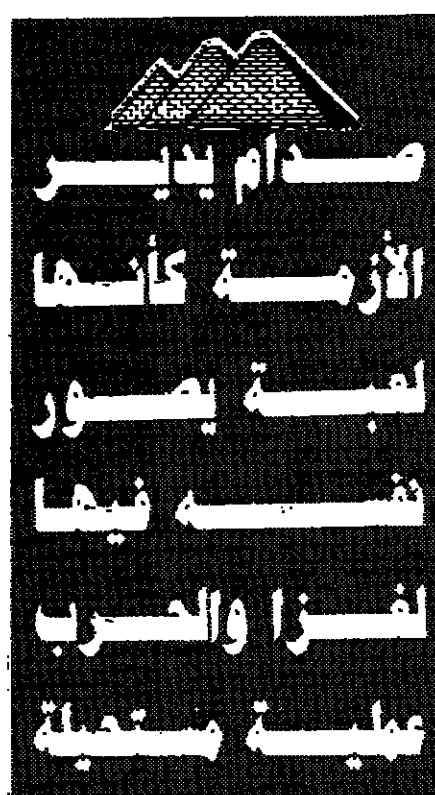 صدام يدير
الأزمة كأنها
لعبة يصور
نفسه فيها
لغزا والحرب
عملية مستحيلة